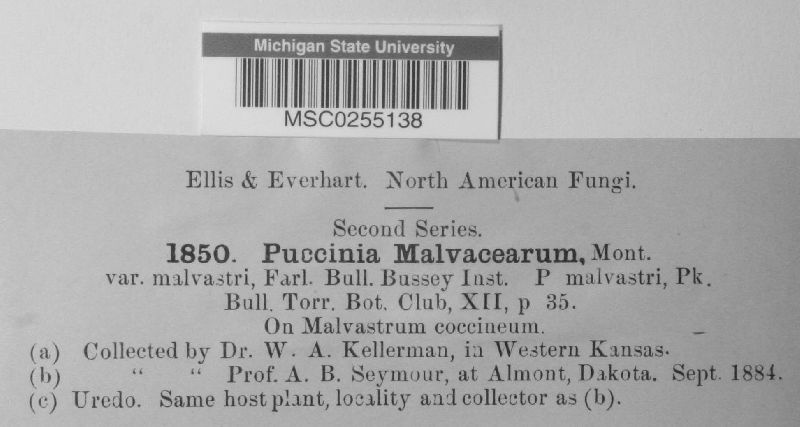 Michigan State University
MSC0255138
Ellis & Everhart. North American Fungi.
Second Series.
1850. Puccinia Malvacearum, Mont.
var. malvastri, Farl. Bull. Bussey Inst. P malvastri, Pk.
Bull. Torr. Bot. Club, XII, p 35.
On Malvastrum coccineum.
(a) Collected by Dr. W. A. Kellerman, in Western Kansas.
(b) “ “ Prof. A. B. Seymour, at Almont, Dakota. Sept. 1884.
(c) Uredo. Same host plant, locality and collector as (b).